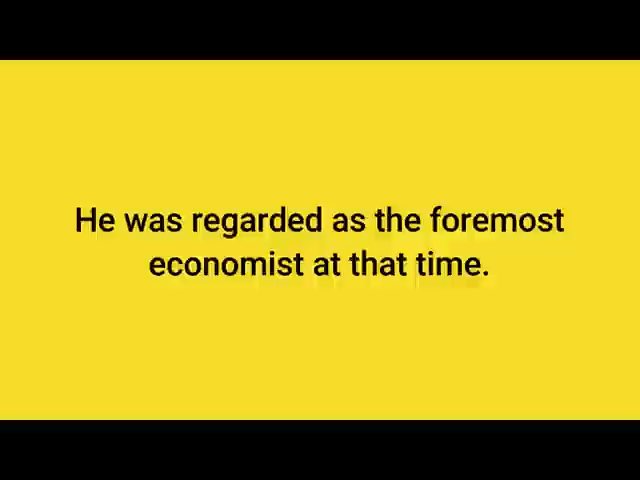 He was regarded as the foremost
economist at that time.